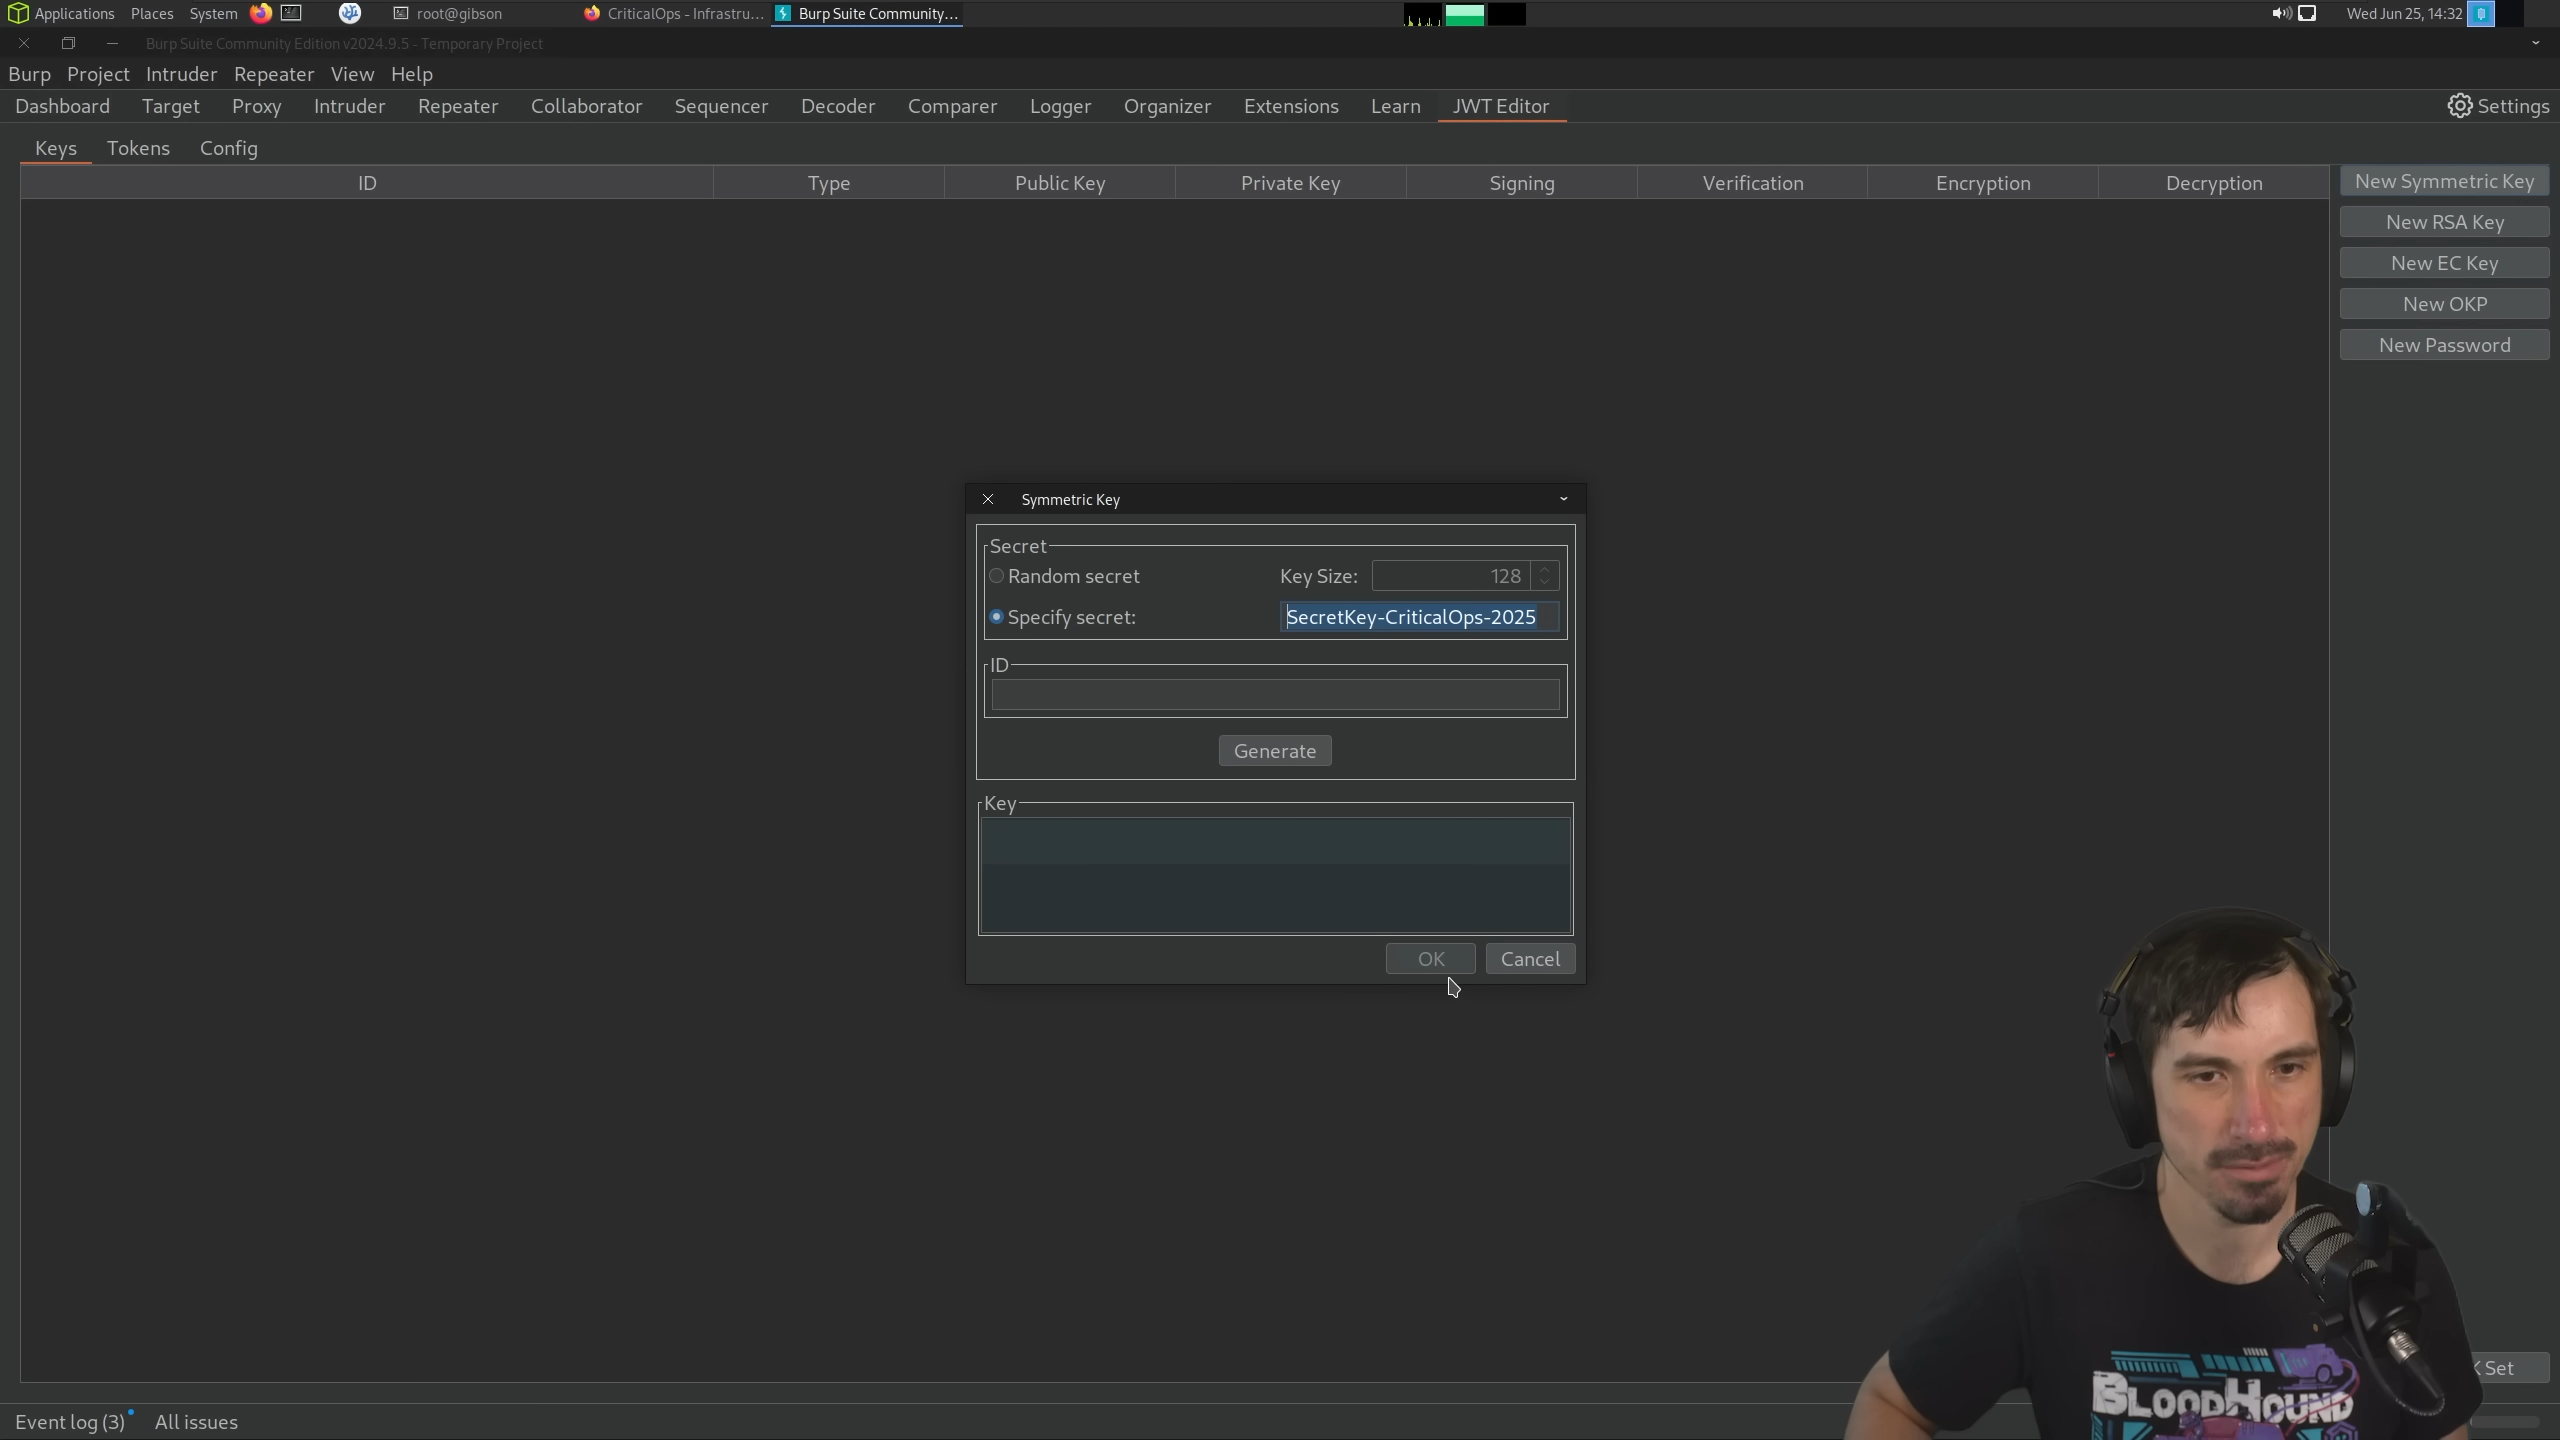 Applications Places System root@gibson CriticalOps - Infrastru... Burp Suite Community... Wed Jun 25, 14:32
Burp Suite Community Edition v2024.9.5 - Temporary Project
Burp Project Intruder Repeater View Help
Dashboard Target Proxy Intruder Repeater Collaborator Sequencer Decoder Comparer Logger Organizer Extensions Learn JWT Editor Settings
Keys Tokens Config
ID Type Public Key Private Key Signing Verification Encryption Decryption
New Symmetric Key
New RSA Key
New EC Key
New OKP
New Password
Symmetric Key
Secret
Random secret Key Size: 128
Specify secret: SecretKey-CriticalOps-2025
ID
Generate
Key
OK Cancel
Set
BLOODHOUND
Event log (3) All issues